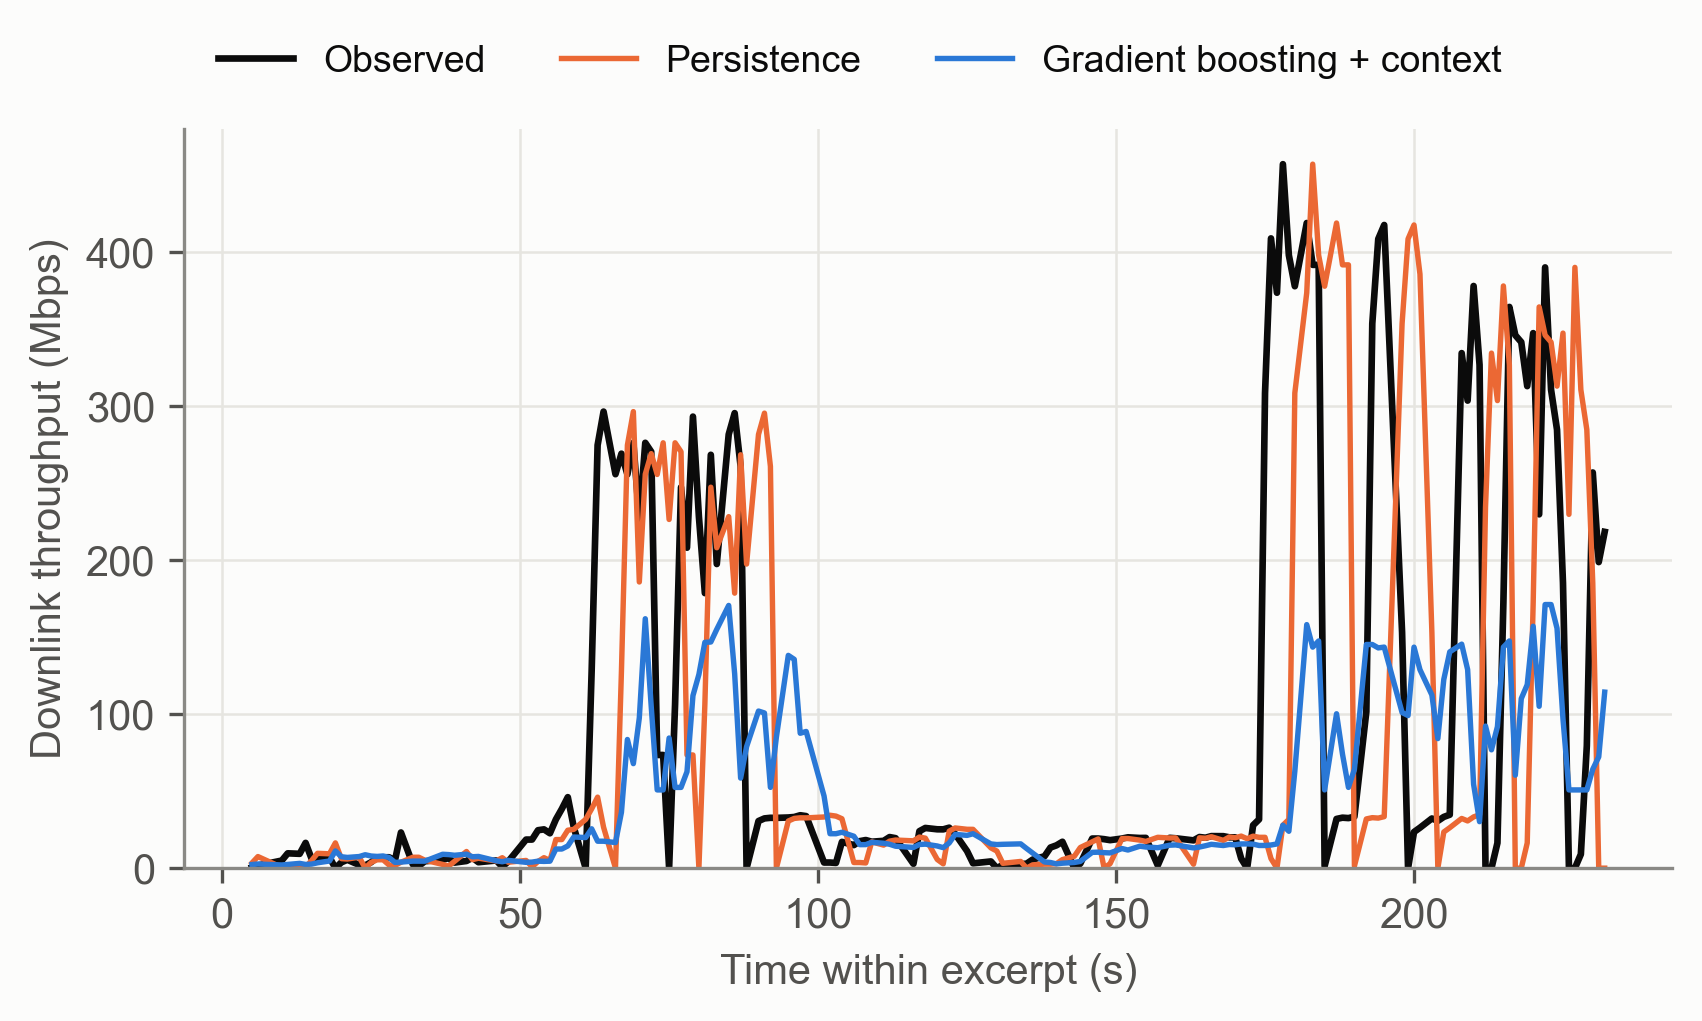 Observed Persistence Gradient boosting + context
Downlink throughput (Mbps)
400
300
200
100
0
0 50 100 150 200
Time within excerpt (s)